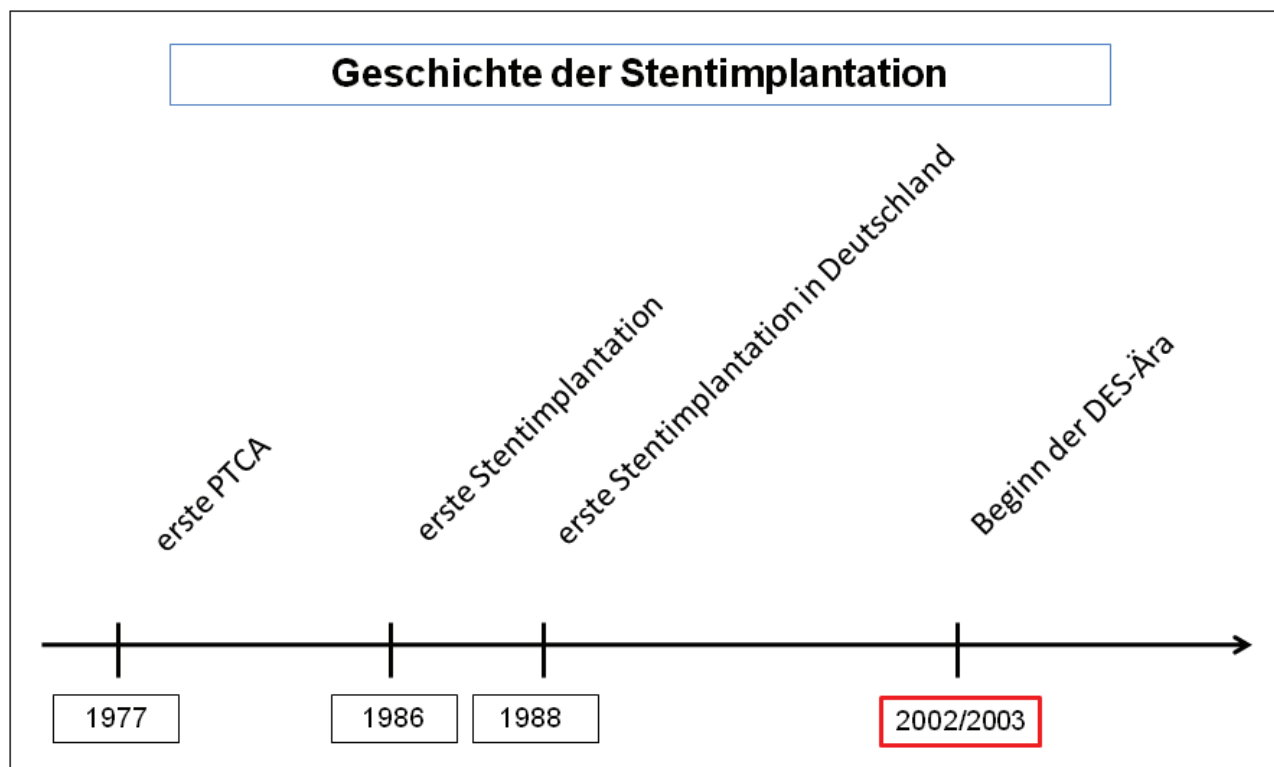 Geschichte der Stentimplantation
erste PTCA
erste Stentimplantation
erste Stentimplantation in Deutschland
Beginn der DES-Ära
1977
1986
1988
2002/2003